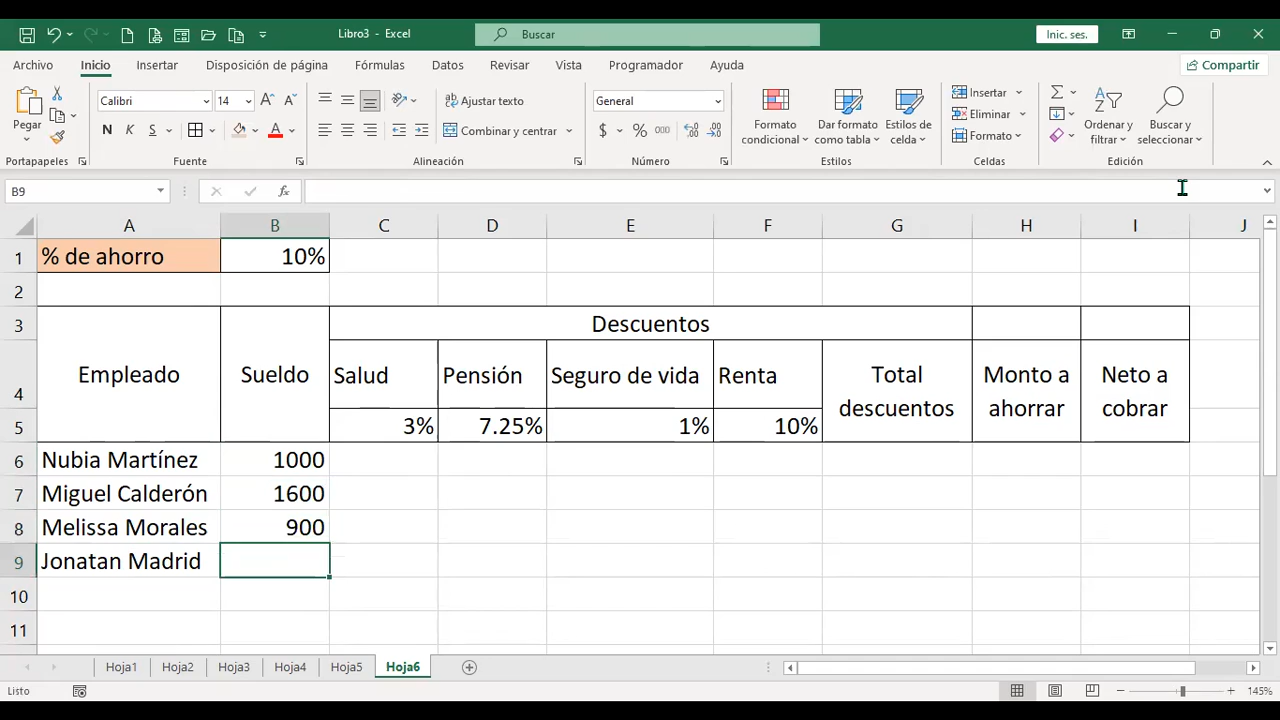 Libro3 - Excel
Buscar
Inic. ses.
Archivo Inicio Insertar Disposición de página Fórmulas Datos Revisar Vista Programador Ayuda Compartir
Pegar
Calibri 14
N K S
Ajustar texto
Combinar y centrar
General
$ % 000
Formato condicional
Dar formato como tabla
Estilos de celda
Insertar
Eliminar
Formato
Ordenar y filtrar
Buscar y seleccionar
Portapapeles Fuente Alineación Número Estilos Celdas Edición
B9 fx
A B C D E F G H I J
1 % de ahorro 10%
2
3 Descuentos
4 Empleado Sueldo Salud Pensión Seguro de vida Renta Total descuentos Monto a ahorrar Neto a cobrar
5 3% 7.25% 1% 10%
6 Nubia Martínez 1000
7 Miguel Calderón 1600
8 Melissa Morales 900
9 Jonatan Madrid
10
11
Hoja1 Hoja2 Hoja3 Hoja4 Hoja5 Hoja6
Listo 145%